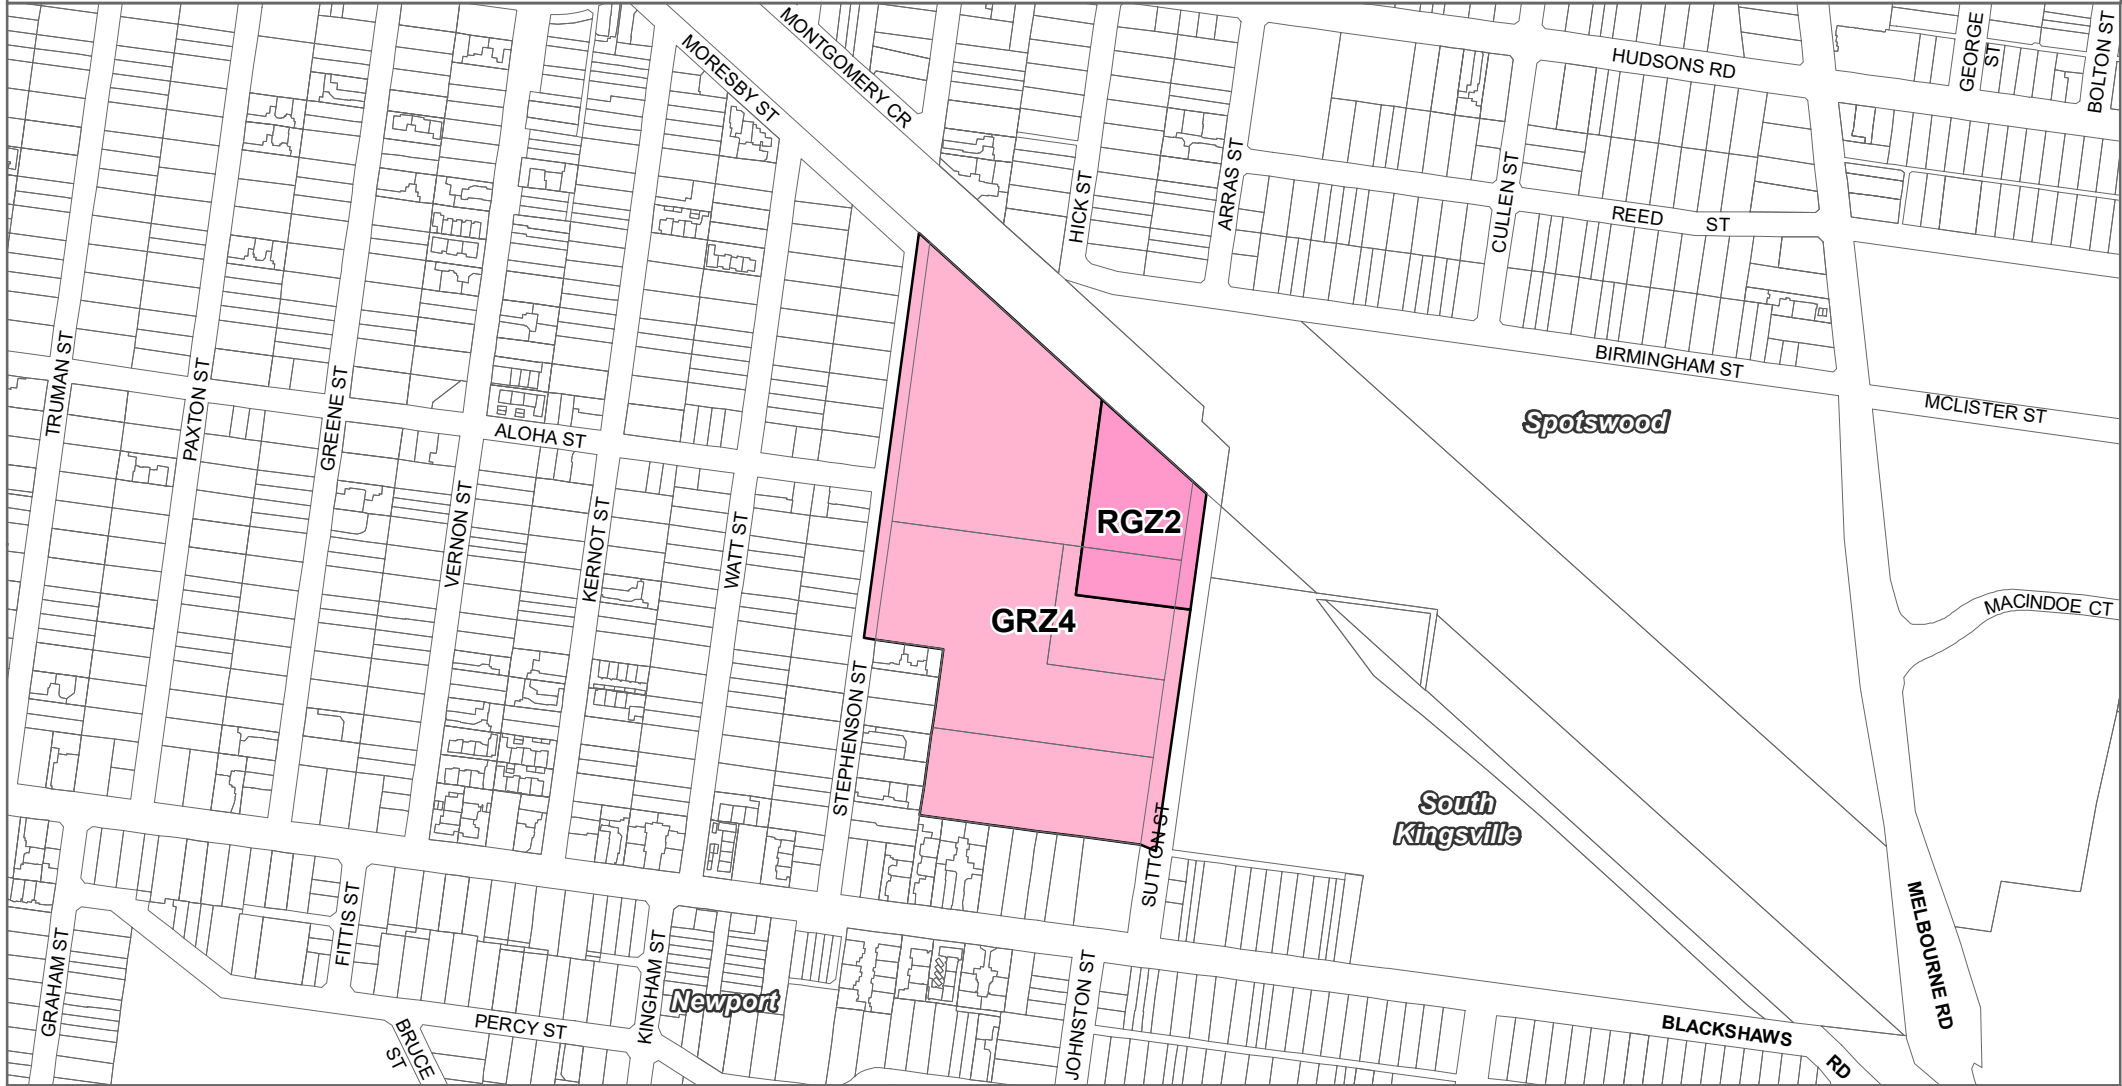 MONTGOMERY CR
MORESBY ST
HUDSONS RD
GEORGE
ST
BOLTON ST
HICK ST
ARRAS ST
CULLEN ST
REED ST
BIRMINGHAM ST
MCLISTER ST
Spotswood
TRUMAN ST
PAXTON ST
GREENE ST
ALOHA ST
VERNON ST
KERNOT ST
WATT ST
RGZ2
GRZ4
MACINDOE CT
STEPHENSON ST
SUTTON ST
South
Kingsville
MELBOURNE RD
FITTIS ST
GRAHAM ST
KINGHAM ST
Newport
JOHNSTON ST
PERCY ST
BRUCE
ST
BLACKSHAWS
RD